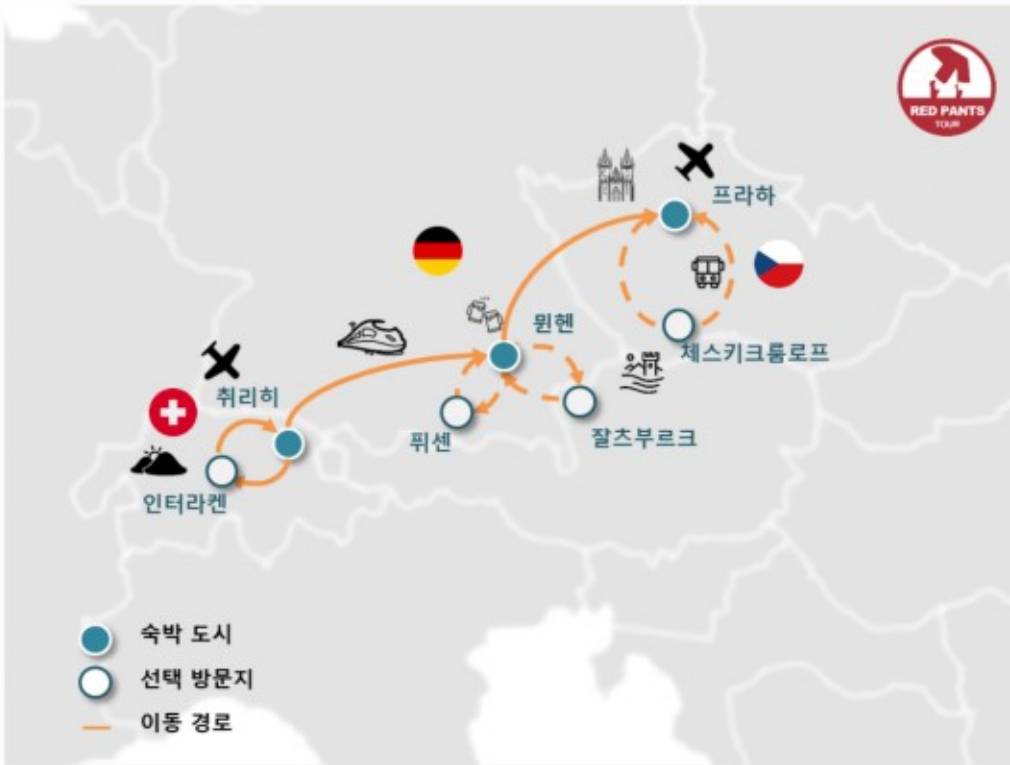 RED PANTS
TOUR
프라하
뮌헨
체스키크룸로프
취리히
퓌센
잘츠부르크
인터라켄
숙박 도시
선택 방문지
이동 경로